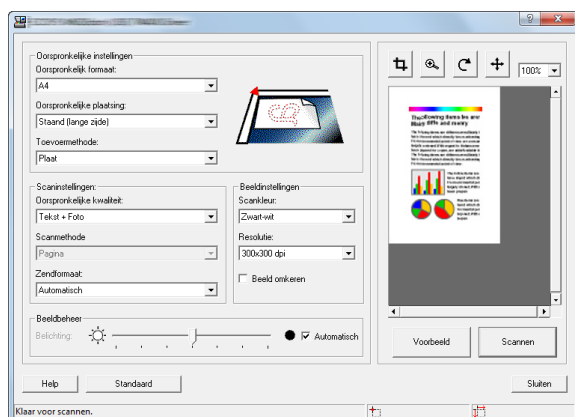 Oorspronkelijke instellingen
Oorspronkelijk formaat:
A4
Oorspronkelijke plaatsing:
Staand (lange zijde)
Toevoermethode:
Plaat
Scaninstellingen:
Oorspronkelijke kwaliteit:
Tekst + Foto
Scanmethode
Pagina
Zendformaat:
Automatisch
Beeldinstellingen
Scankleur:
Zwart-wit
Resolutie:
300x300 dpi
Beeld omkeren
Beeldbeheer
Belichting:
Automatisch
100%
Voorbeeld
Scannen
Help
Standaard
Sluiten
Klaar voor scannen.